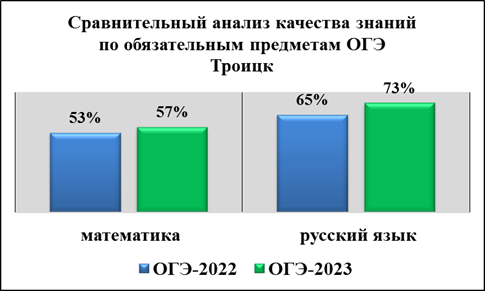 Сравнительный анализ качества знаний
по обязательным предметам ОГЭ
Троицк
53%
57%
65%
73%
математика
русский язык
ОГЭ-2022
ОГЭ-2023